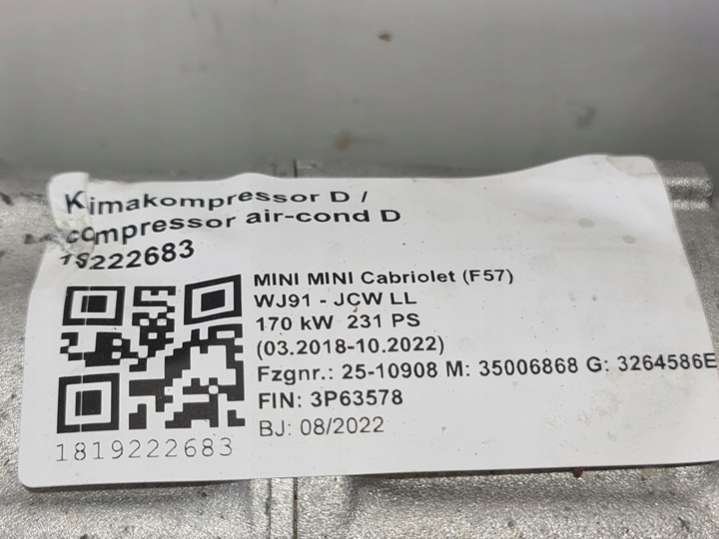 Kimakompressor D /
compressor air-cond D
19222683
MINI MINI Cabriolet (F57)
WJ91 - JCW LL
170 kW 231 PS
(03.2018-10.2022)
Fzgnr.: 25-10908 M: 35006868 G: 3264586E
FIN: 3P63578
BJ: 08/2022
1819222683